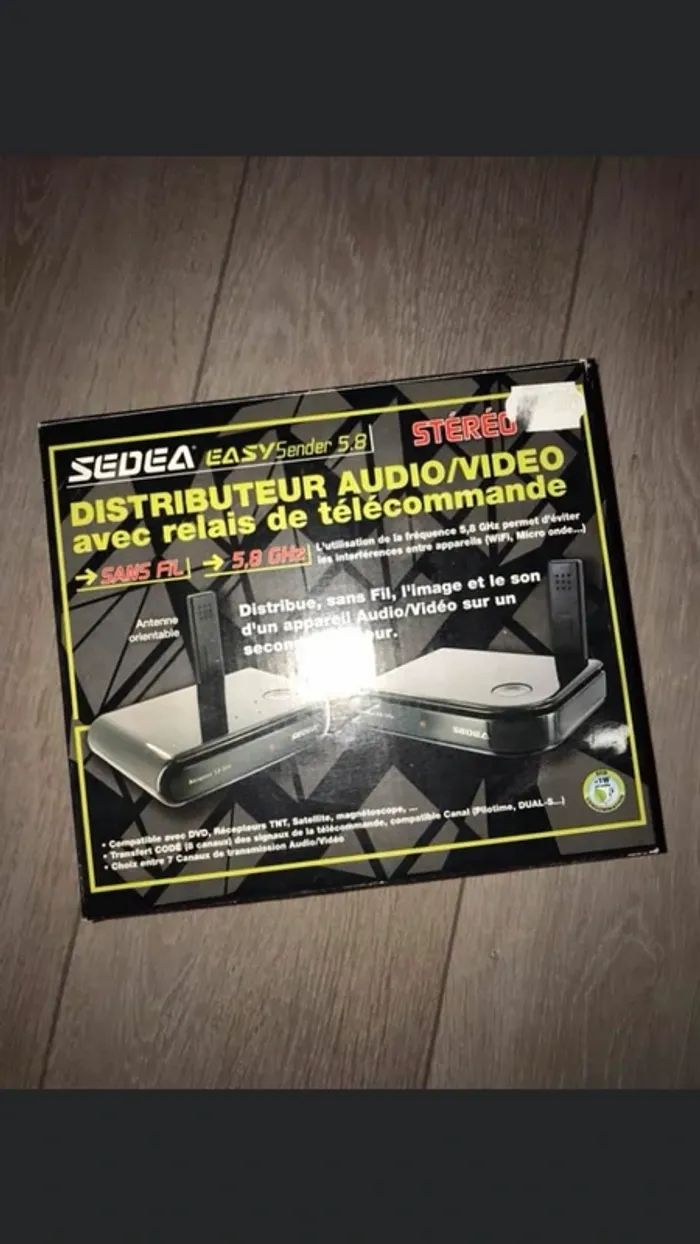 SEDEA EASYSender 5.8
STÉRÉO
DISTRIBUTEUR AUDIO/VIDEO
avec relais de télécommande
→ SANS FIL → 5,8 GHz
L'utilisation de la fréquence 5,8 GHz permet d'éviter
les interférences entre appareils (WiFi, Micro onde...)
Antenne
orientable
Distribue, sans Fil, l'image et le son
d'un appareil Audio/Vidéo sur un
SEDEA
• Compatible avec DVD, Récepteurs TNT, Satellite, magnétoscope, ...
• Transfert CODE (8 canaux) des signaux de la télécommande, compatible Canal (Pilotime, DUAL-S...)
• Choix entre 7 Canaux de transmission Audio/Vidéo